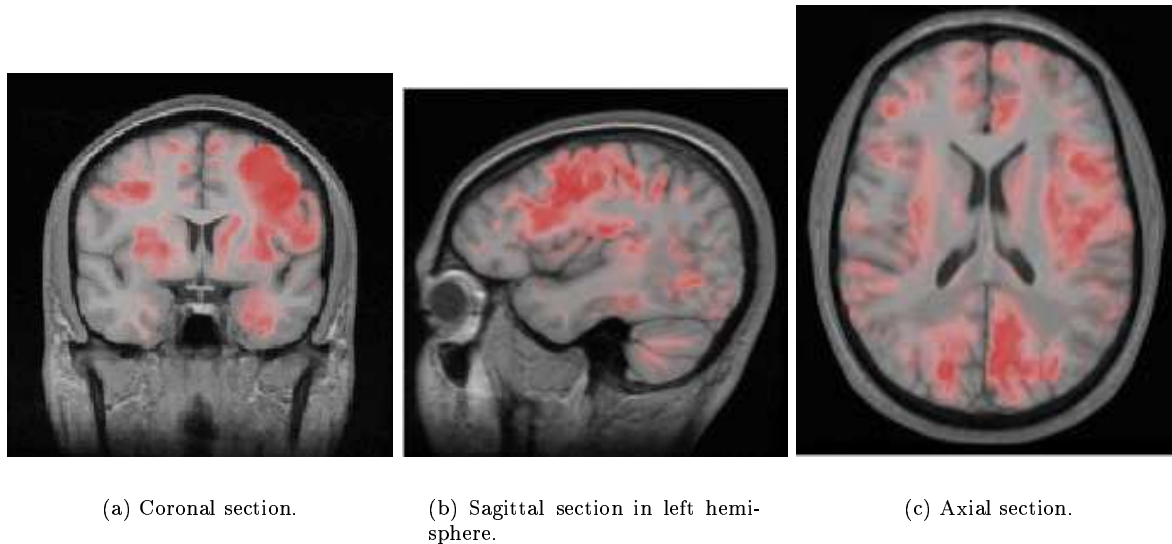 (a) Coronal section.
(b) Sagittal section in left hemi-
sphere.
(c) Axial section.